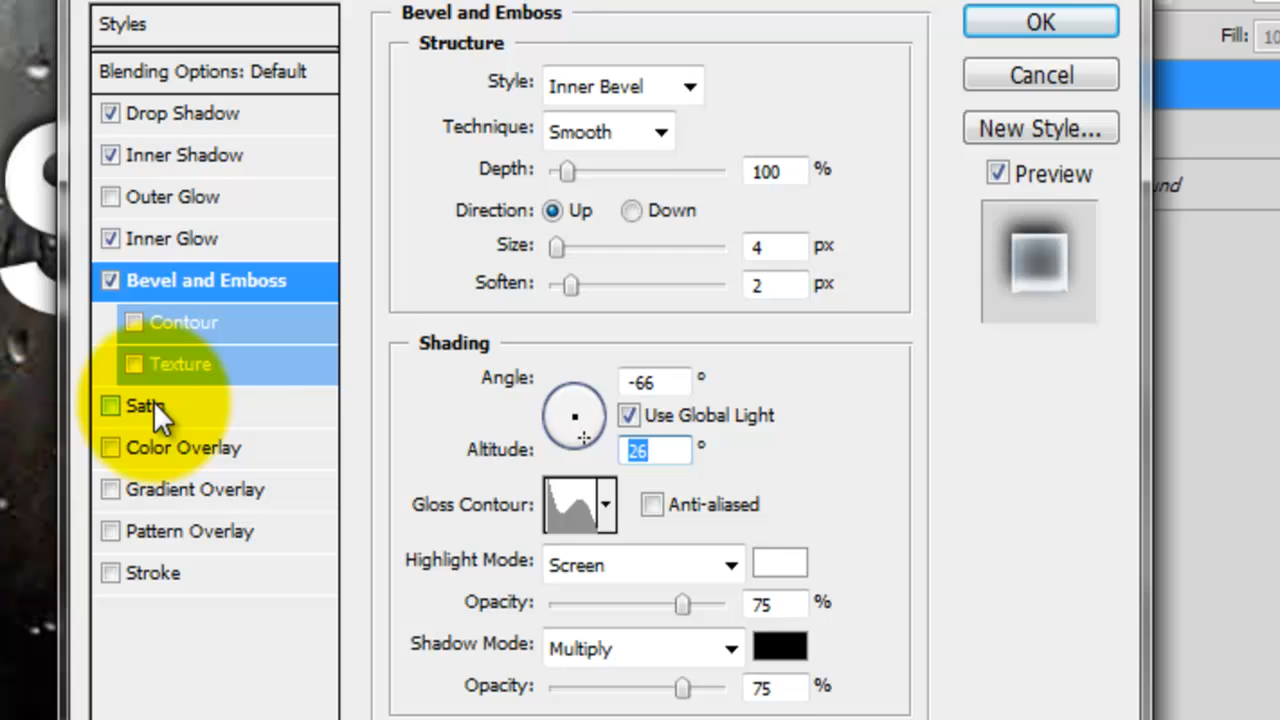 Styles
Blending Options: Default
Drop Shadow
Inner Shadow
Outer Glow
Inner Glow
Bevel and Emboss
Contour
Texture
Color Overlay
Gradient Overlay
Pattern Overlay
Stroke
Bevel and Emboss
Structure
Style: Inner Bevel
Technique: Smooth
Depth: 100 %
Direction: Up Down
Size: 4 px
Soften: 2 px
Shading
Angle: -66 °
Use Global Light
Altitude: 26 °
Gloss Contour: Anti-aliased
Highlight Mode: Screen
Opacity: 75 %
Shadow Mode: Multiply
Opacity: 75 %
OK
Cancel
New Style...
Preview
Fill: